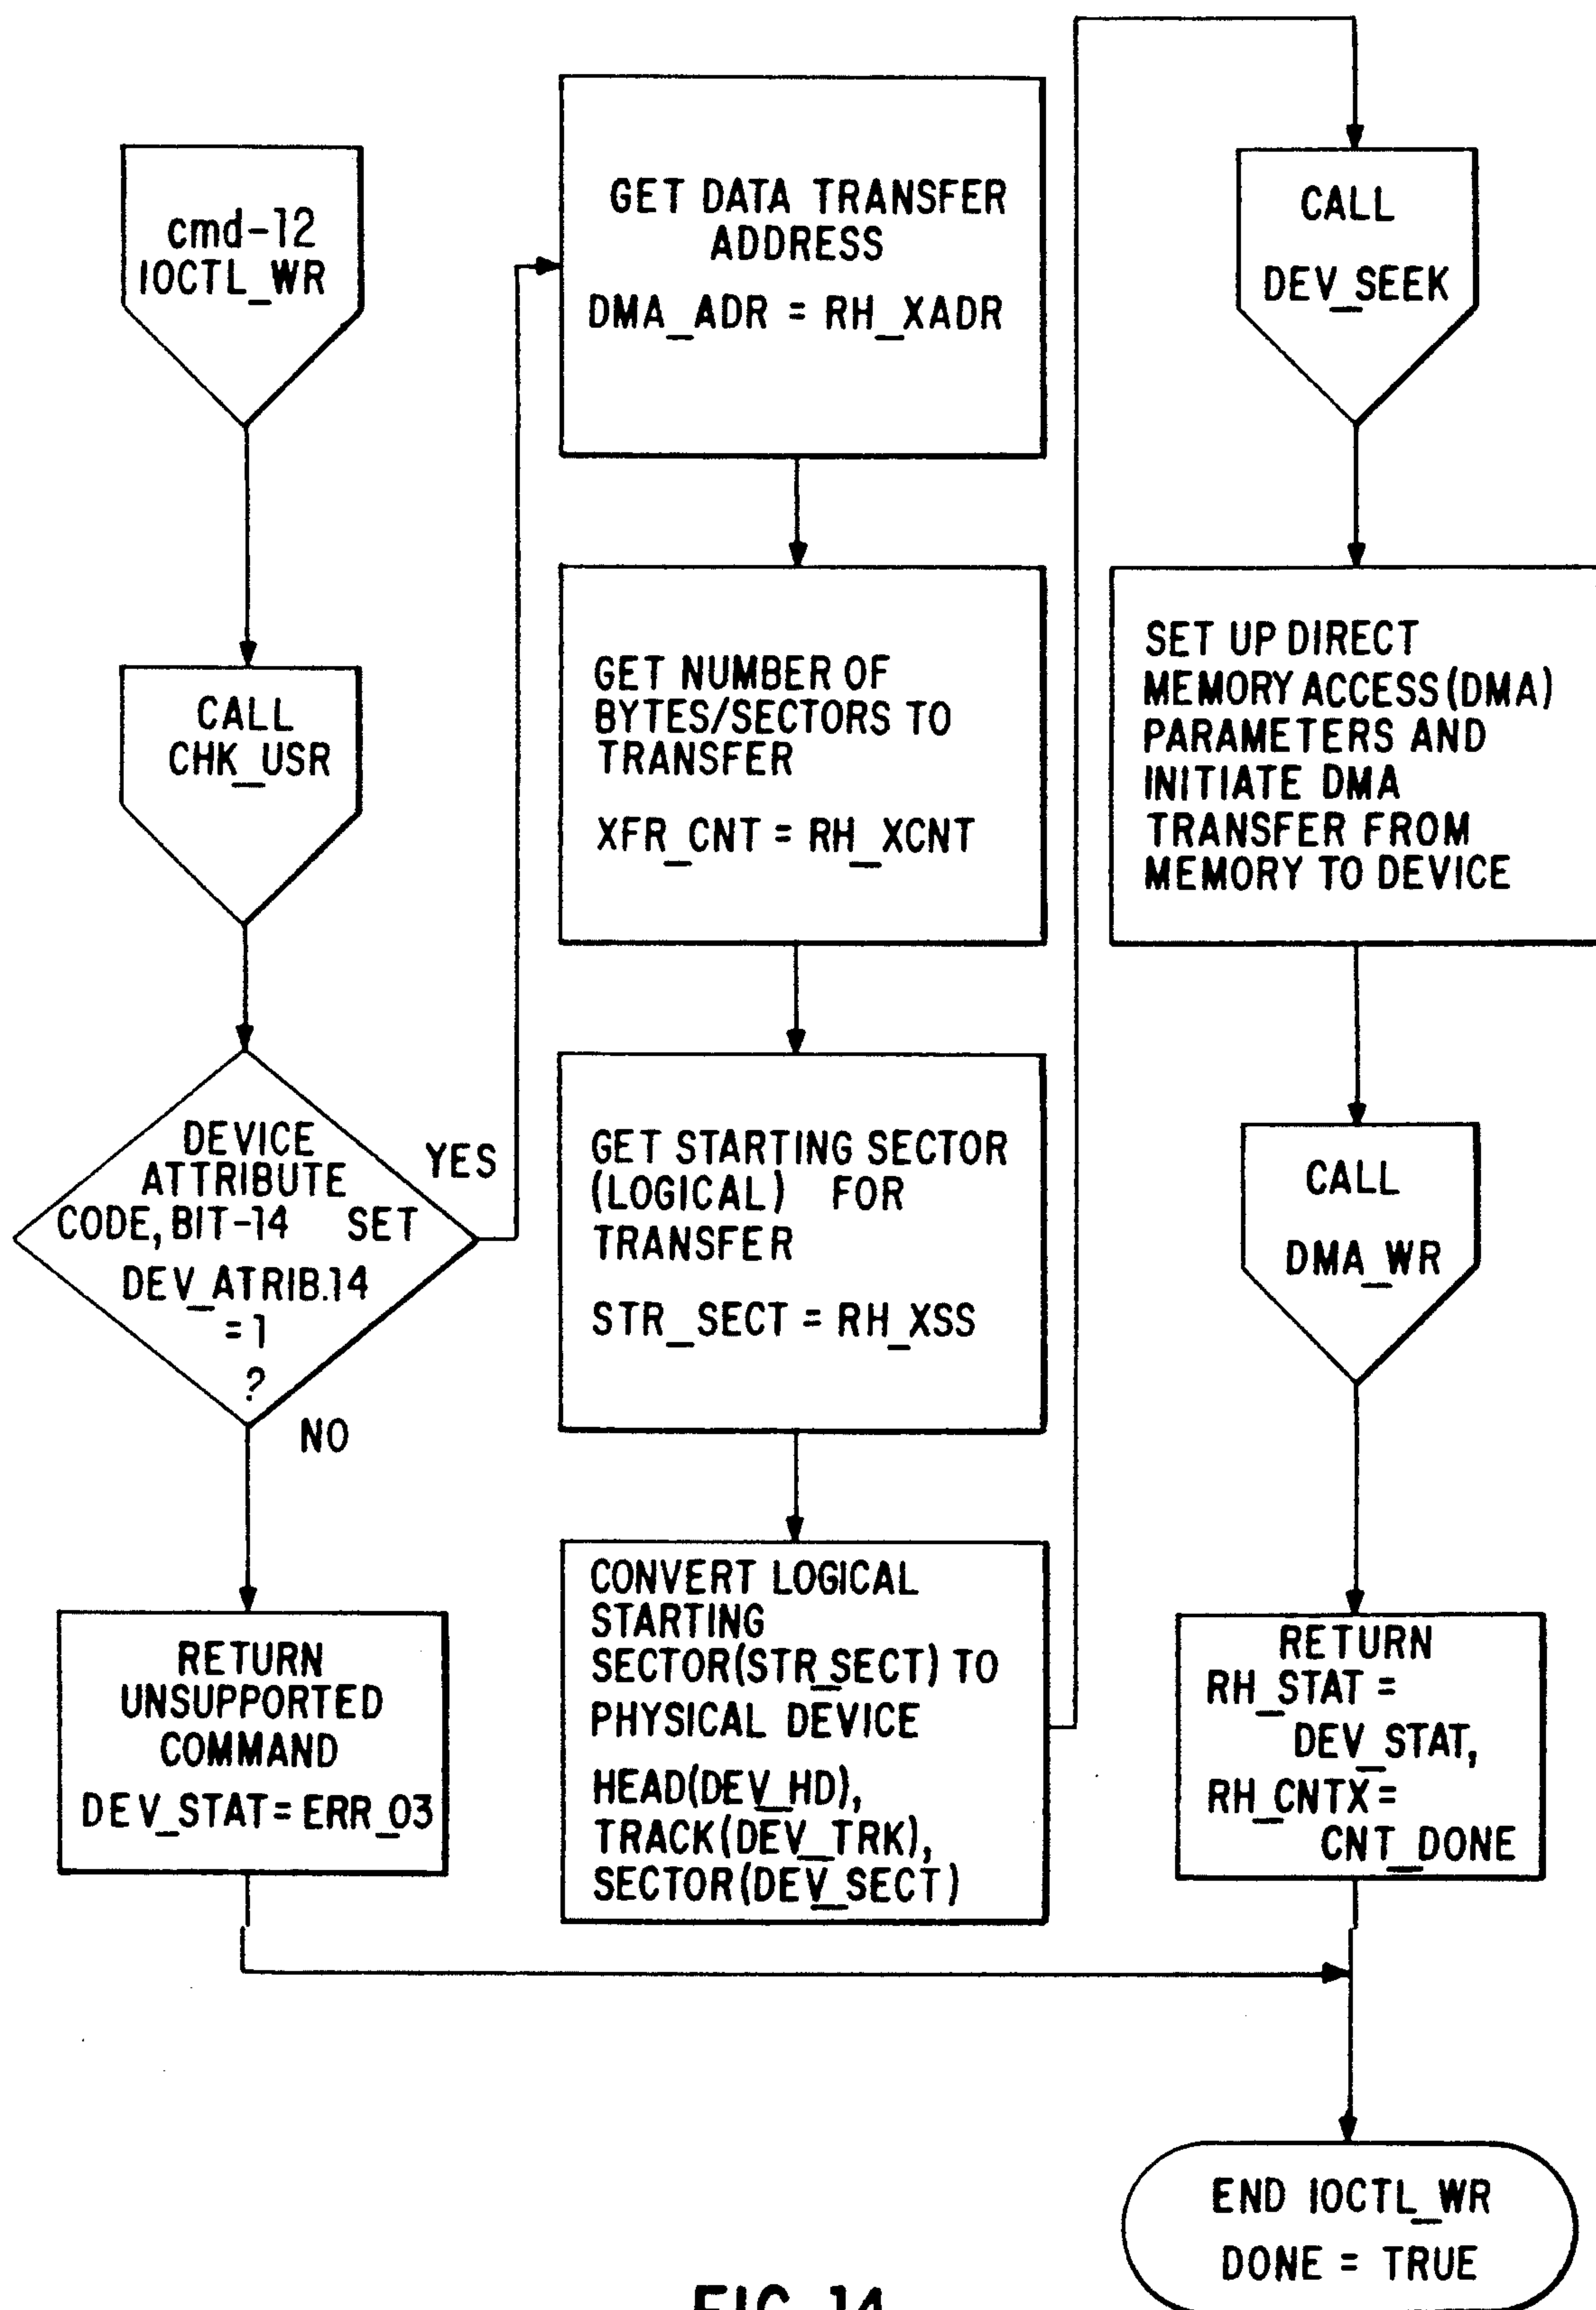 cmd-12
IOCTL_WR
CALL
CHK_USR
DEVICE
ATTRIBUTE
CODE, BIT-14 SET
DEV_ATRIB.14
=1
?
YES
NO
RETURN
UNSUPPORTED
COMMAND
DEV_STAT = ERR_03
GET DATA TRANSFER
ADDRESS
DMA_ADR = RH_XADR
GET NUMBER OF
BYTES/SECTORS TO
TRANSFER
XFR_CNT = RH_XCNT
GET STARTING SECTOR
(LOGICAL) FOR
TRANSFER
STR_SECT = RH_XSS
CONVERT LOGICAL
STARTING
SECTOR(STR_SECT) TO
PHYSICAL DEVICE
HEAD(DEV_HD),
TRACK(DEV_TRK),
SECTOR(DEV_SECT)
CALL
DEV_SEEK
SET UP DIRECT
MEMORY ACCESS(DMA)
PARAMETERS AND
INITIATE DMA
TRANSFER FROM
MEMORY TO DEVICE
CALL
DMA_WR
RETURN
RH_STAT =
DEV_STAT,
RH_CNTX =
CNT_DONE
END IOCTL_WR
DONE = TRUE
FIG. 14